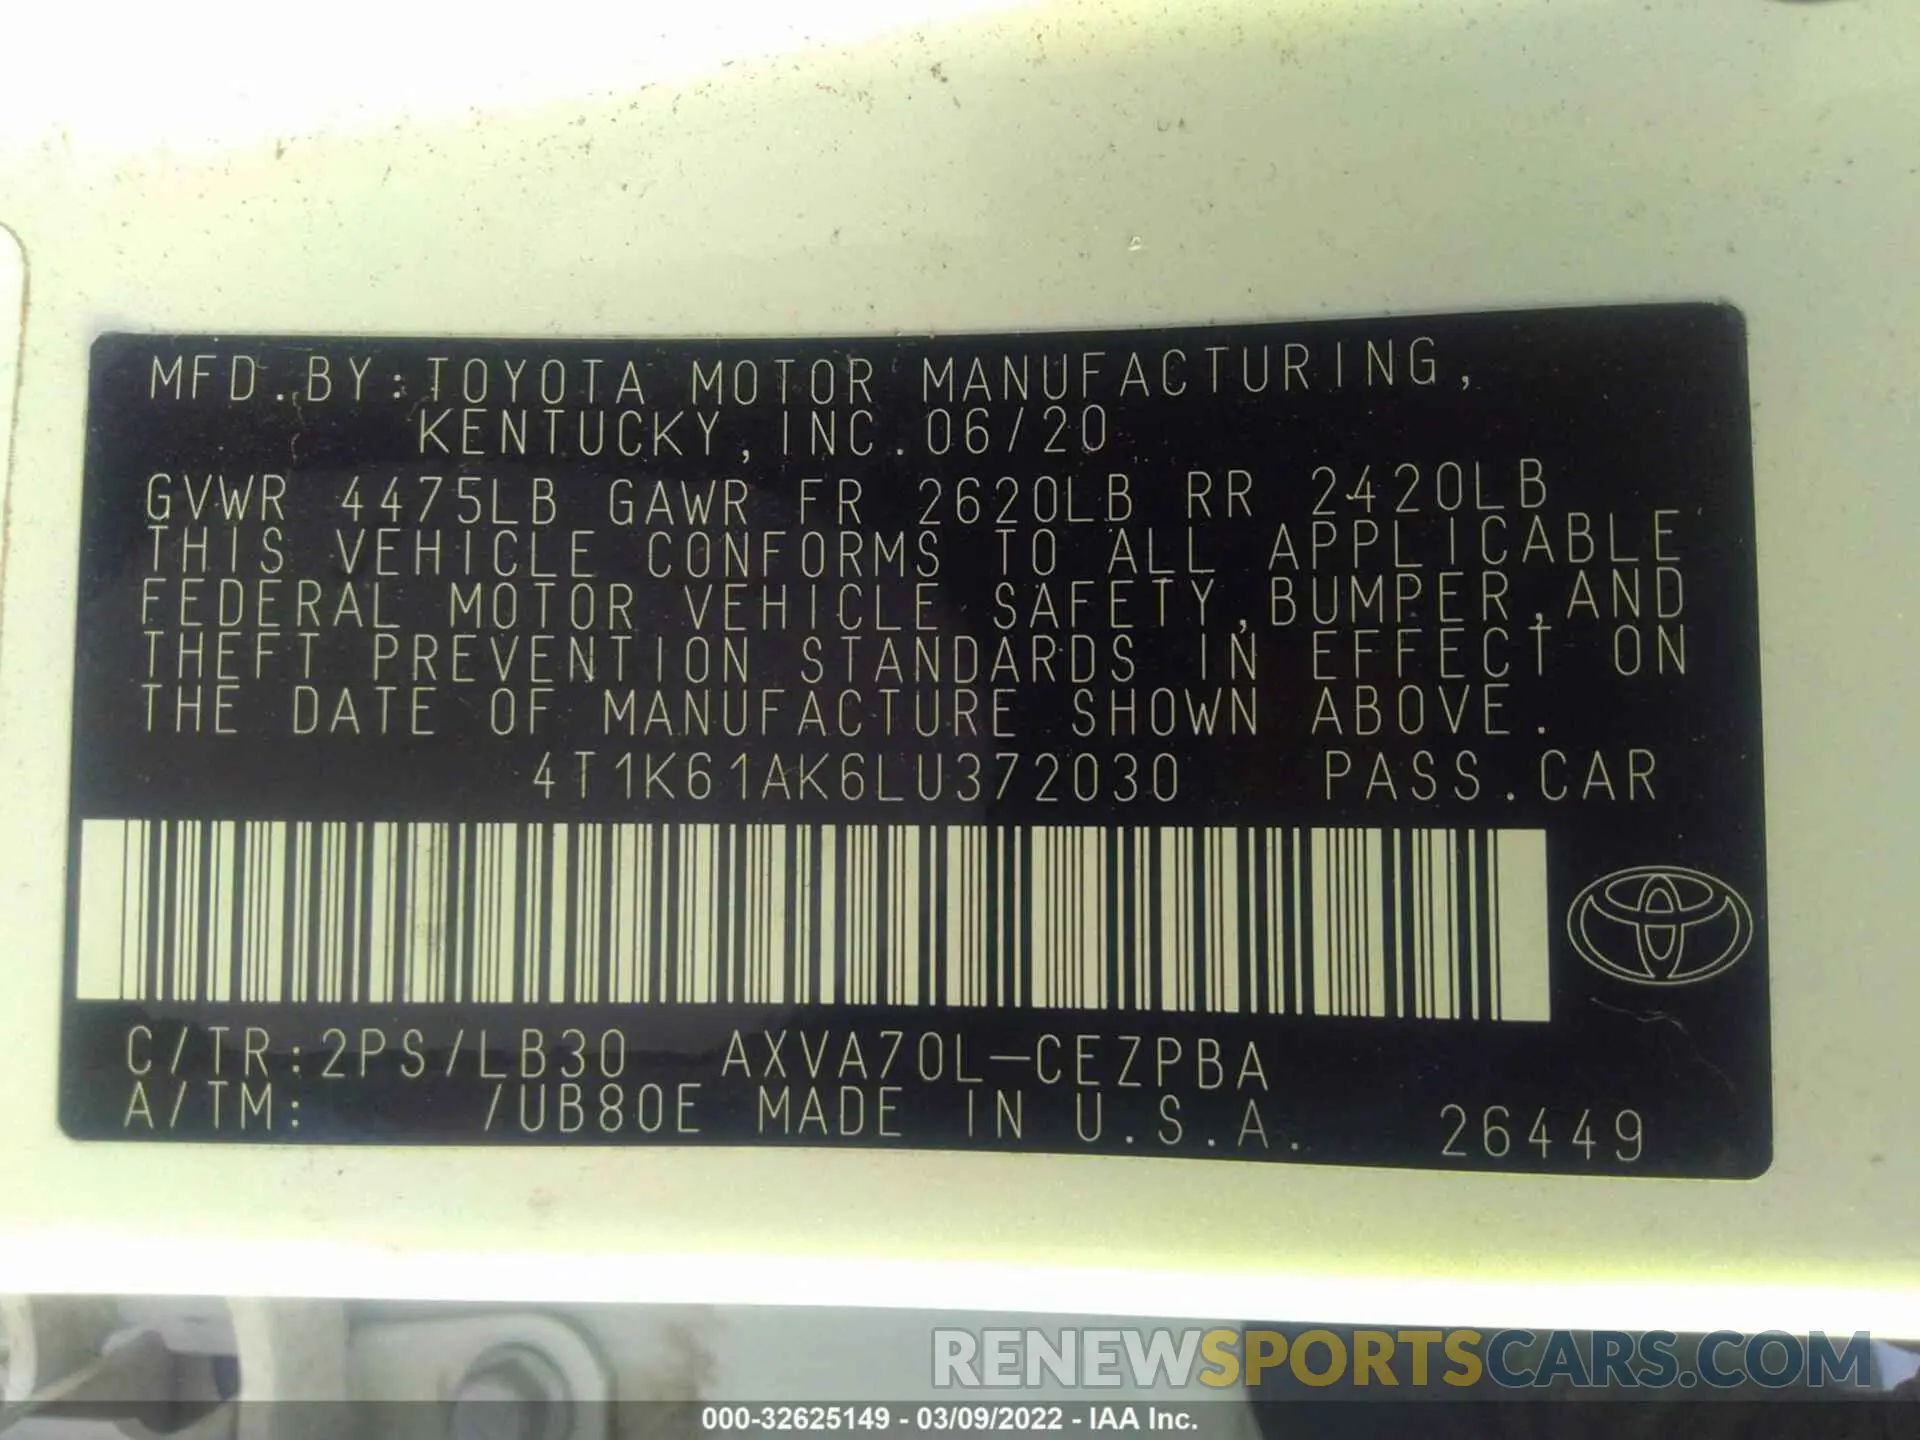 MFD.BY:TOYOTA MOTOR MANUFACTURING,
KENTUCKY,INC.06/20
GVWR 4475LB GAWR FR 2620LB RR 2420LB
THIS VEHICLE CONFORMS TO ALL APPLICABLE
FEDERAL MOTOR VEHICLE SAFETY,BUMPER,AND
THEFT PREVENTION STANDARDS IN EFFECT ON
THE DATE OF MANUFACTURE SHOWN ABOVE.
4T1K61AK6LU372030 PASS.CAR
C/TR:2PS/LB30 AXVA70L-CEZPBA
A/TM: /UB80E MADE IN U.S.A. 26449
RENEWSPORTSCARS.COM
000-32625149 - 03/09/2022 - IAA Inc.